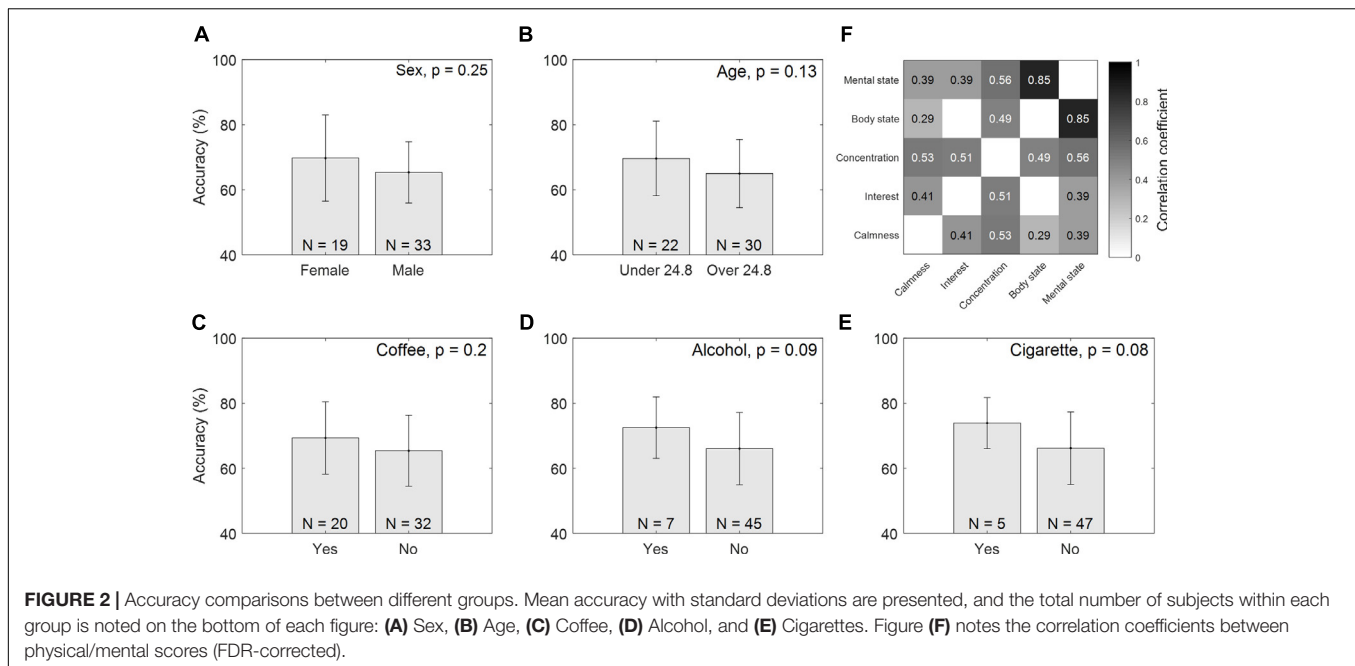 A
Sex, p = 0.25
100
80
60
40
Accuracy (%)
N = 19 N = 33
Female Male
B
Age, p = 0.13
100
80
60
40
N = 22 N = 30
Under 24.8 Over 24.8
F
Mental state 0.39 0.39 0.56 0.85
Body state 0.29 0.49 0.85
Concentration 0.53 0.51 0.49 0.56
Interest 0.41 0.51 0.39
Calmness 0.41 0.53 0.29 0.39
Calmness Interest Concentration Body state Mental state
1
0.8
0.6
0.4
0.2
0
Correlation coefficient
C
Coffee, p = 0.2
100
80
60
40
Accuracy (%)
N = 20 N = 32
Yes No
D
Alcohol, p = 0.09
100
80
60
40
N = 7 N = 45
Yes No
E
Cigarette, p = 0.08
100
80
60
40
N = 5 N = 47
Yes No
FIGURE 2 | Accuracy comparisons between different groups. Mean accuracy with standard deviations are presented, and the total number of subjects within each
group is noted on the bottom of each figure: (A) Sex, (B) Age, (C) Coffee, (D) Alcohol, and (E) Cigarettes. Figure (F) notes the correlation coefficients between
physical/mental scores (FDR-corrected).